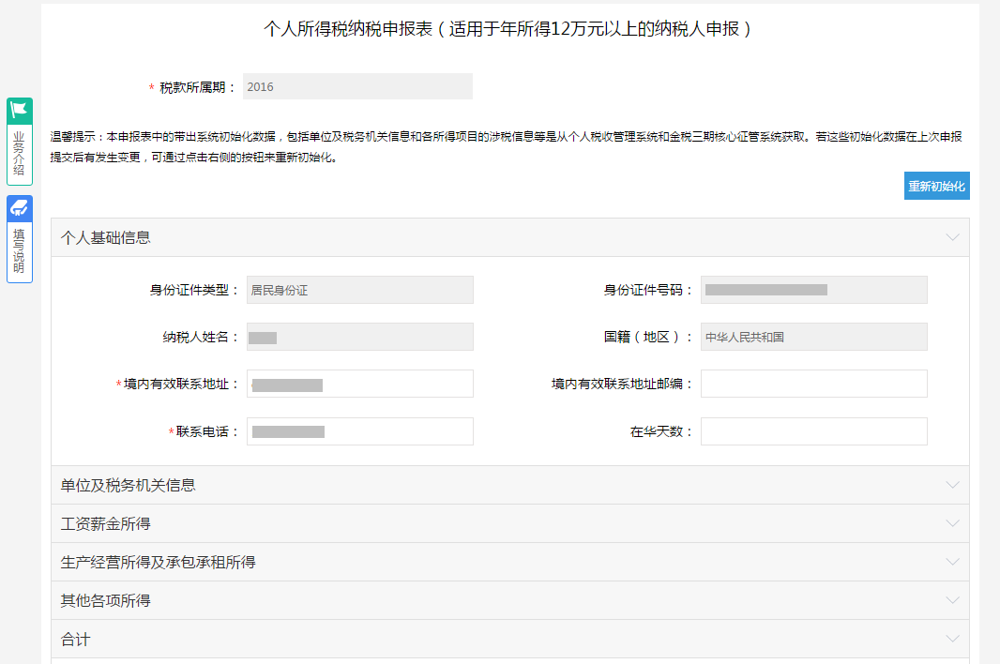 个人所得税纳税申报表（适用于年所得12万元以上的纳税人申报）
* 税款所属期： 2016
业务介绍
填写说明
温馨提示：本申报表中的带出系统初始化数据，包括单位及税务机关信息和各所得项目的涉税信息等是从个人税收管理系统和金税三期核心征管系统获取。若这些初始化数据在上次申报
提交后有发生变更，可通过点击右侧的按钮来重新初始化。
重新初始化
个人基础信息
身份证件类型： 居民身份证 身份证件号码：
纳税人姓名： 国籍（地区）： 中华人民共和国
*境内有效联系地址： 境内有效联系地址邮编：
*联系电话： 在华天数：
单位及税务机关信息
工资薪金所得
生产经营所得及承包承租所得
其他各项所得
合计